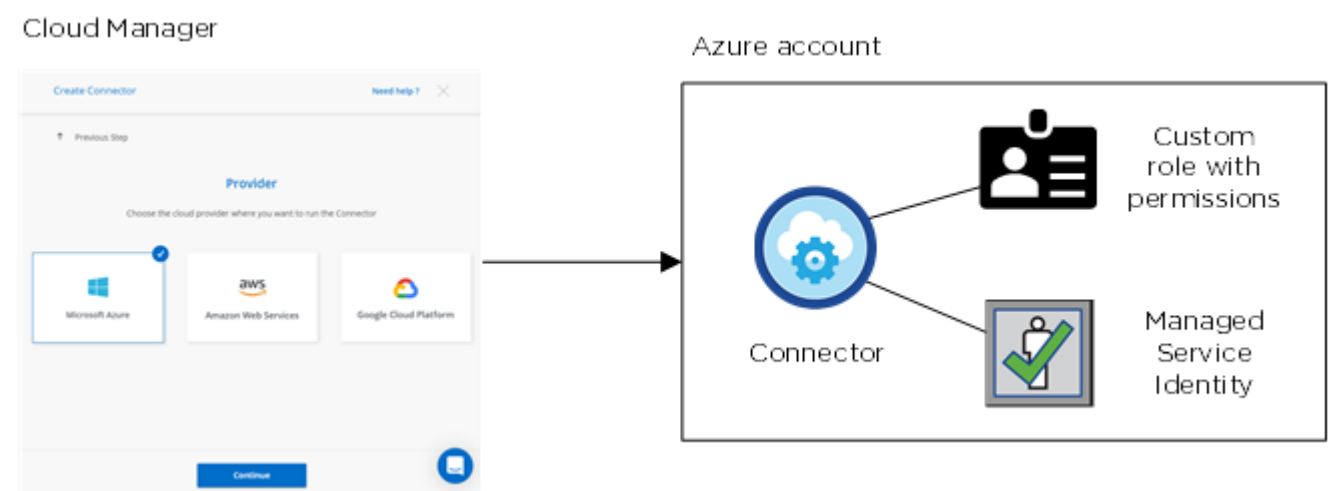 Cloud Manager
Create Connector
Need help ?
Previous Step
Provider
Choose the cloud provider where you want to run the Connector
Microsoft Azure
aws
Amazon Web Services
Google Cloud Platform
Continue
Azure account
Connector
Custom
role with
permissions
Managed
Service
Identity